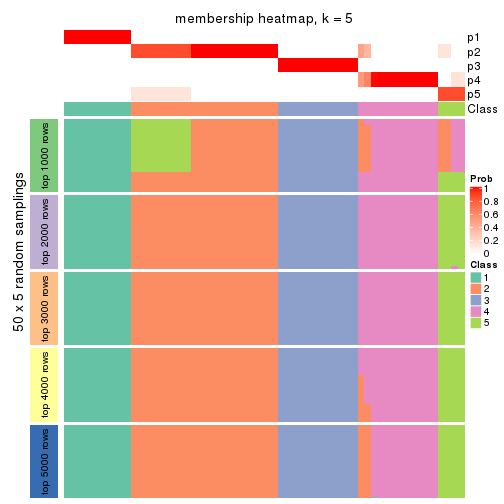 membership heatmap, k = 5
p1
p2
p3
p4
p5
Class
50 x 5 random samplings
top 1000 rows
top 2000 rows
top 3000 rows
top 4000 rows
top 5000 rows
Prob
1
0.8
0.6
0.4
0.2
0
Class
1
2
3
4
5